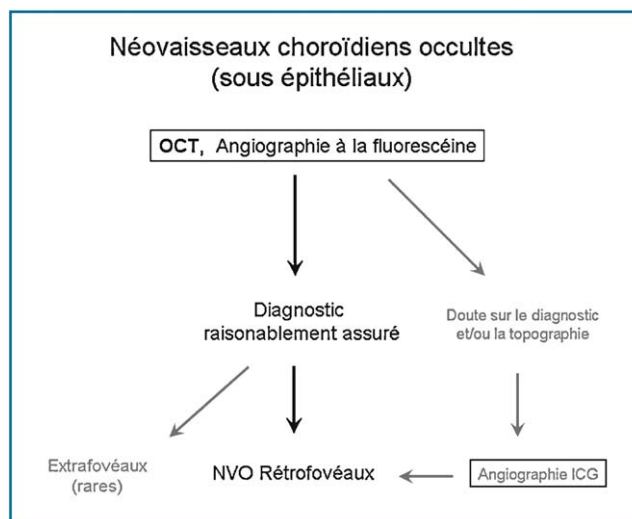 Néovaisseaux choroïdiens occultes
(sous épithéliaux)
OCT, Angiographie à la fluorescéine
Diagnostic
raisonablement assuré
Doute sur le diagnostic
et/ou la topographie
Extrafovéaux
(rares)
NVO Rétrofovéaux
Angiographie ICG